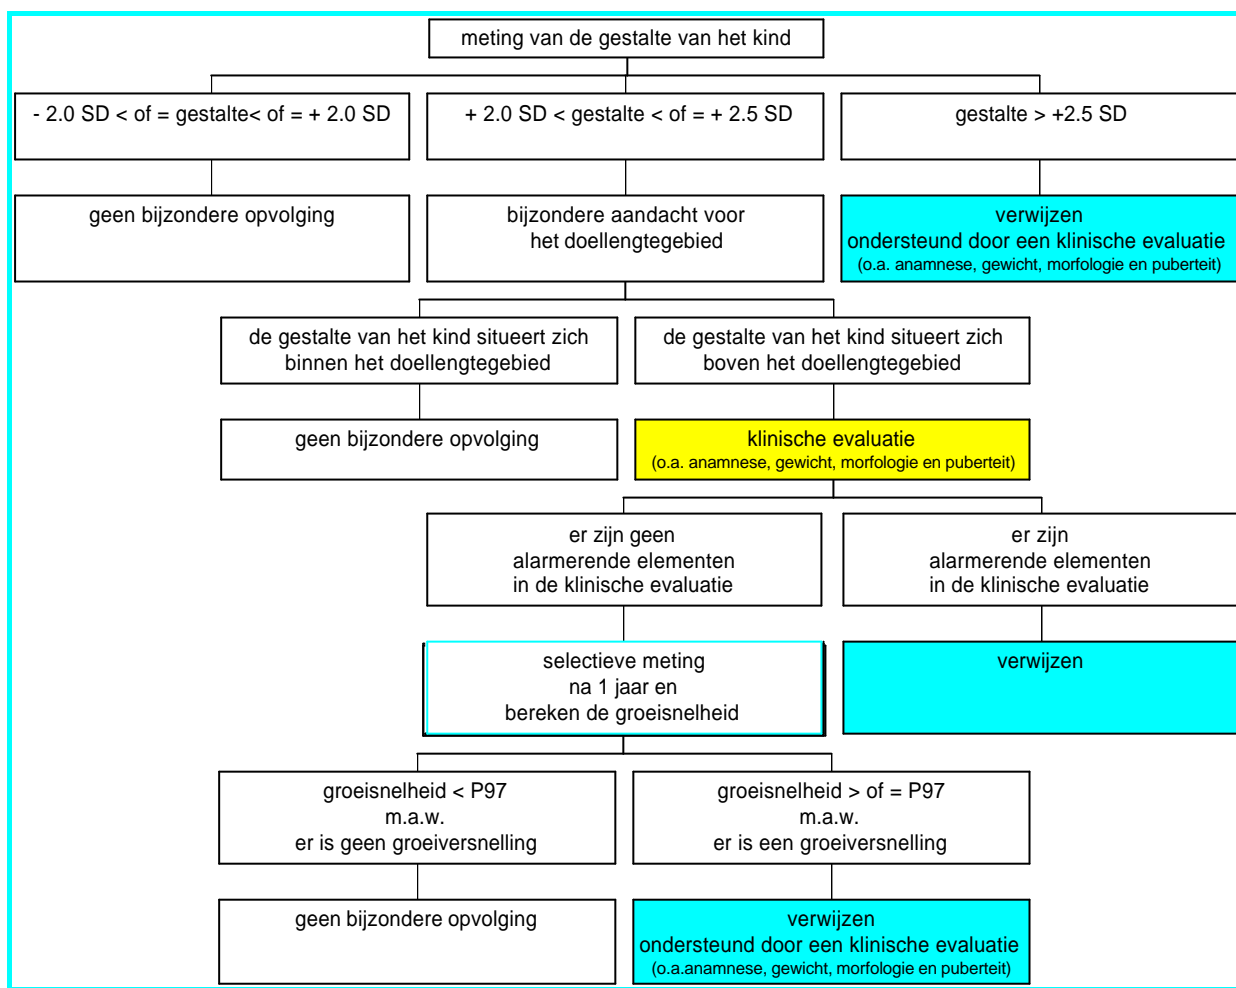 meting van de gestalte van het kind
- 2.0 SD < of = gestalte< of = + 2.0 SD
+ 2.0 SD < gestalte < of = + 2.5 SD
gestalte > +2.5 SD
geen bijzondere opvolging
bijzondere aandacht voor
het doellengtegebied
verwijzen
ondersteund door een klinische evaluatie
(o.a. anamnese, gewicht, morfologie en puberteit)
de gestalte van het kind situeert zich
binnen het doellengtegebied
de gestalte van het kind situeert zich
boven het doellengtegebied
geen bijzondere opvolging
klinische evaluatie
(o.a. anamnese, gewicht, morfologie en puberteit)
er zijn geen
alarmerende elementen
in de klinische evaluatie
er zijn
alarmerende elementen
in de klinische evaluatie
selectieve meting
na 1 jaar en
bereken de groeisnelheid
verwijzen
groeisnelheid < P97
m.a.w.
er is geen groeiversnelling
groeisnelheid > of = P97
m.a.w.
er is een groeiversnelling
geen bijzondere opvolging
verwijzen
ondersteund door een klinische evaluatie
(o.a.anamnese, gewicht, morfologie en puberteit)